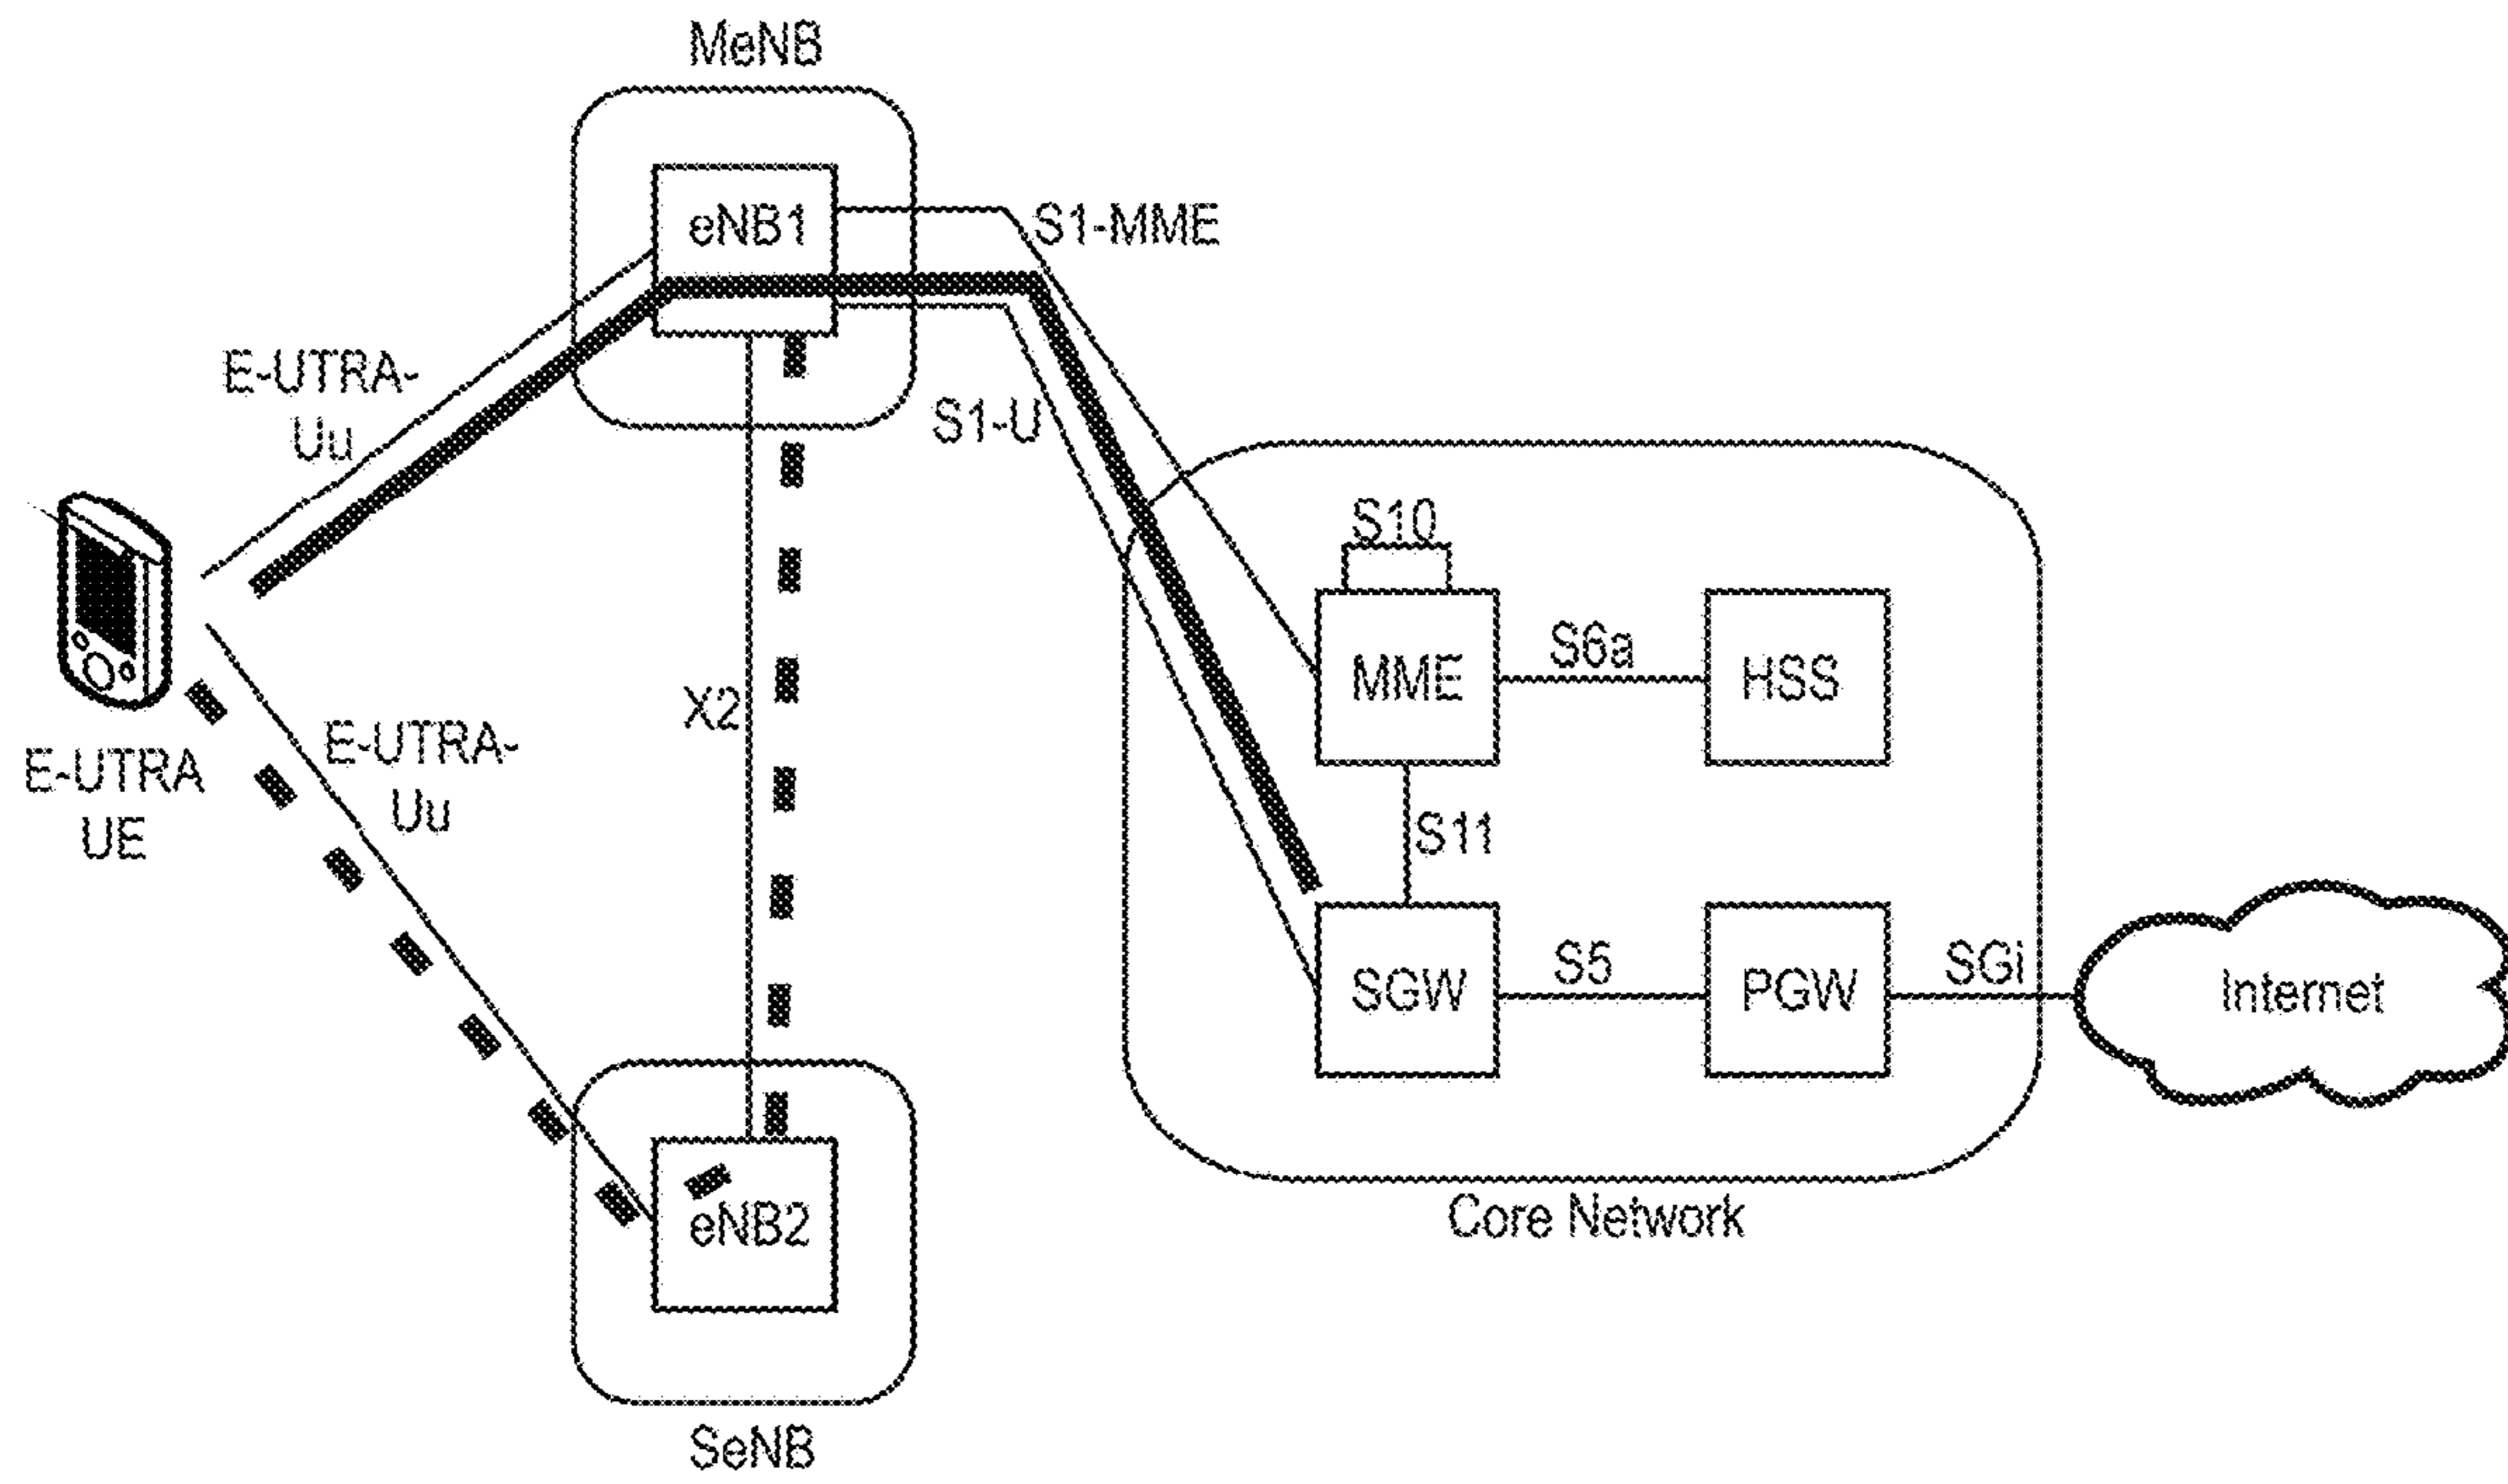 MeNB
eNB1
S1-MME
E-UTRA-
Uu
S1-U
S10
MME
S6a
HSS
X2
E-UTRA-
Uu
E-UTRA
UE
S11
SGW
S5
PGW
SGi
Internet
eNB2
Core Network
SeNB